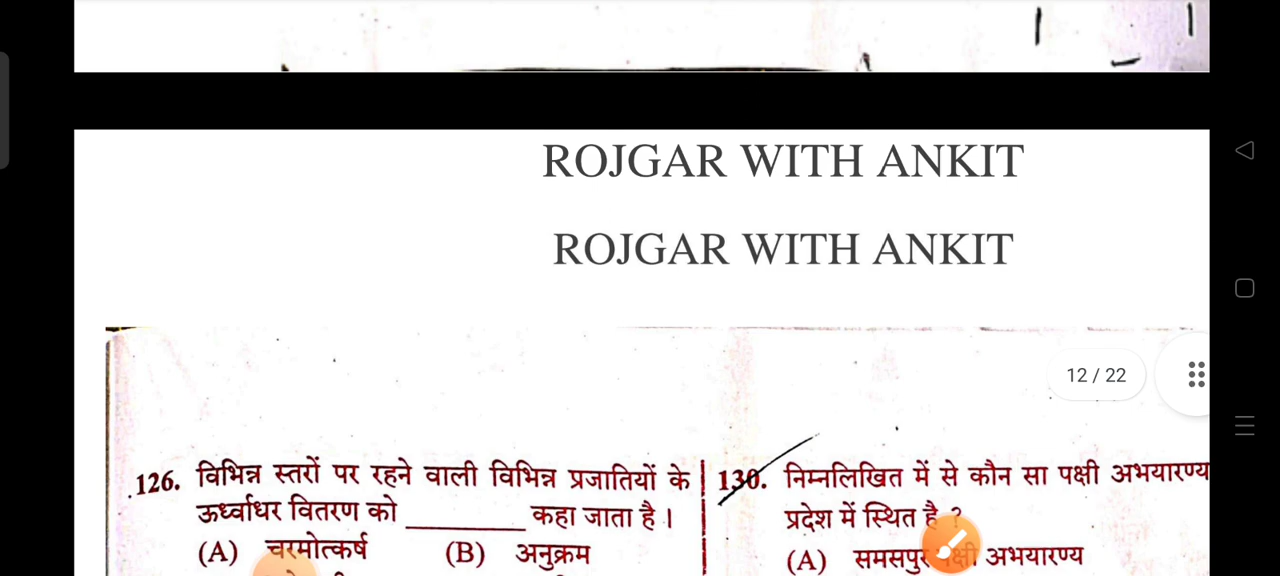 ROJGAR WITH ANKIT
ROJGAR WITH ANKIT
12 / 22
126. विभिन्न स्तरों पर रहने वाली विभिन्न प्रजातियों के
ऊर्ध्वाधर वितरण को ________ कहा जाता है ।
(A) चरमोत्कर्ष (B) अनुक्रम
130. निम्नलिखित में से कौन सा पक्षी अभयारण्य
प्रदेश में स्थित है ?
(A) समसपुर पक्षी अभयारण्य